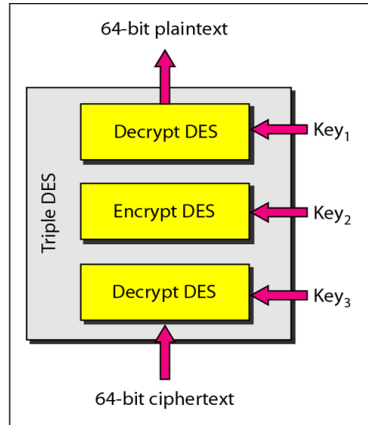 64-bit plaintext
Decrypt DES
Key₁
Triple DES
Encrypt DES
Key₂
Decrypt DES
Key₃
64-bit ciphertext